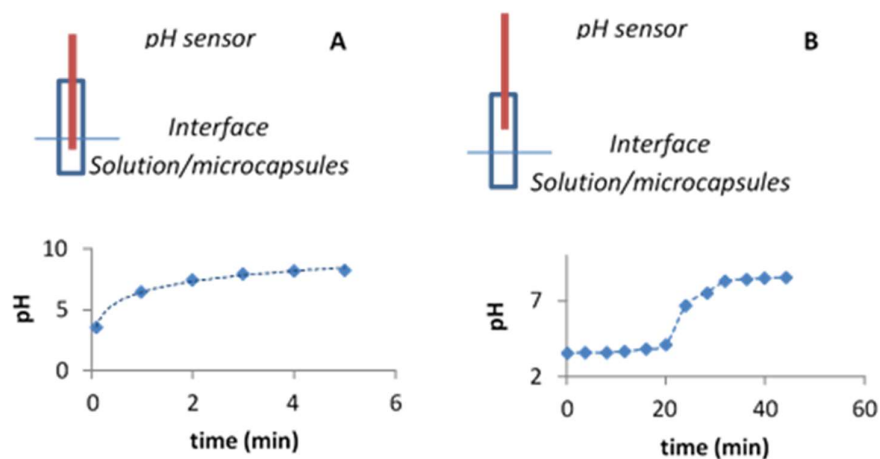 pH sensor
A
Interface
Solution/microcapsules
10
5
0
pH
0
2
4
6
time (min)
pH sensor
B
Interface
Solution/microcapsules
7
2
pH
0
20
40
60
time (min)